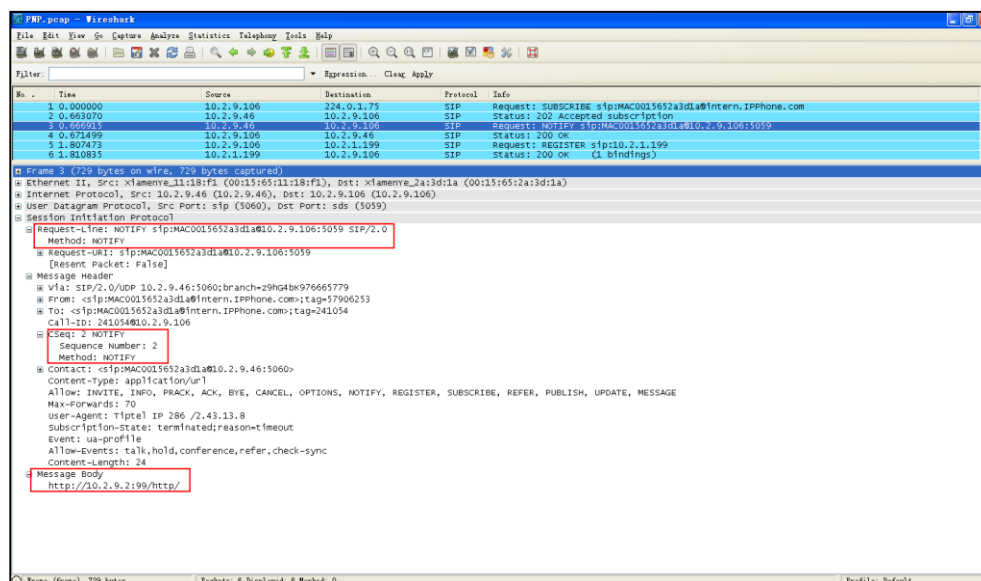 PNP.pcap - Wireshark
File Edit View Go Capture Analyze Statistics Telephony Tools Help
Filter: Expression... Clear Apply
No. . Time Source Destination Protocol Info
1 0.000000 10.2.9.106 224.0.1.75 SIP Request: SUBSCRIBE sip:MAC0015652a3d1a@intern.IPPhone.com
2 0.663070 10.2.9.46 10.2.9.106 SIP Status: 202 Accepted subscription
3 0.666915 10.2.9.46 10.2.9.106 SIP Request: NOTIFY sip:MAC0015652a3d1a@10.2.9.106:5059
4 0.671499 10.2.9.106 10.2.9.46 SIP Status: 200 OK
5 1.807473 10.2.9.106 10.2.1.199 SIP Request: REGISTER sip:10.2.1.199
6 1.810835 10.2.1.199 10.2.9.106 SIP Status: 200 OK (1 bindings)
Frame 3 (729 bytes on wire, 729 bytes captured)
Ethernet II, Src: XiamenYe_11:18:f1 (00:15:65:11:18:f1), Dst: XiamenYe_2a:3d:1a (00:15:65:2a:3d:1a)
Internet Protocol, Src: 10.2.9.46 (10.2.9.46), Dst: 10.2.9.106 (10.2.9.106)
User Datagram Protocol, Src Port: sip (5060), Dst Port: sds (5059)
Session Initiation Protocol
Request-Line: NOTIFY sip:MAC0015652a3d1a@10.2.9.106:5059 SIP/2.0
Method: NOTIFY
Request-URI: sip:MAC0015652a3d1a@10.2.9.106:5059
[Resent Packet: False]
Message Header
Via: SIP/2.0/UDP 10.2.9.46:5060;branch=z9hG4bK976665779
From: <sip:MAC0015652a3d1a@intern.IPPhone.com>;tag=57906253
To: <sip:MAC0015652a3d1a@intern.IPPhone.com>;tag=241054
Call-ID: 241054@10.2.9.106
CSeq: 2 NOTIFY
Sequence Number: 2
Method: NOTIFY
Contact: <sip:MAC0015652a3d1a@10.2.9.46:5060>
Content-Type: application/url
Allow: INVITE, INFO, PRACK, ACK, BYE, CANCEL, OPTIONS, NOTIFY, REGISTER, SUBSCRIBE, REFER, PUBLISH, UPDATE, MESSAGE
Max-Forwards: 70
User-Agent: Tiptel IP 286 /2.43.13.8
Subscription-State: terminated;reason=timeout
Event: ua-profile
Allow-Events: talk,hold,conference,refer,check-sync
Content-Length: 24
Message Body
http://10.2.9.2:99/http/
Frame (frame), 729 bytes Packets: 6 Displayed: 6 Marked: 0 Profile: Default